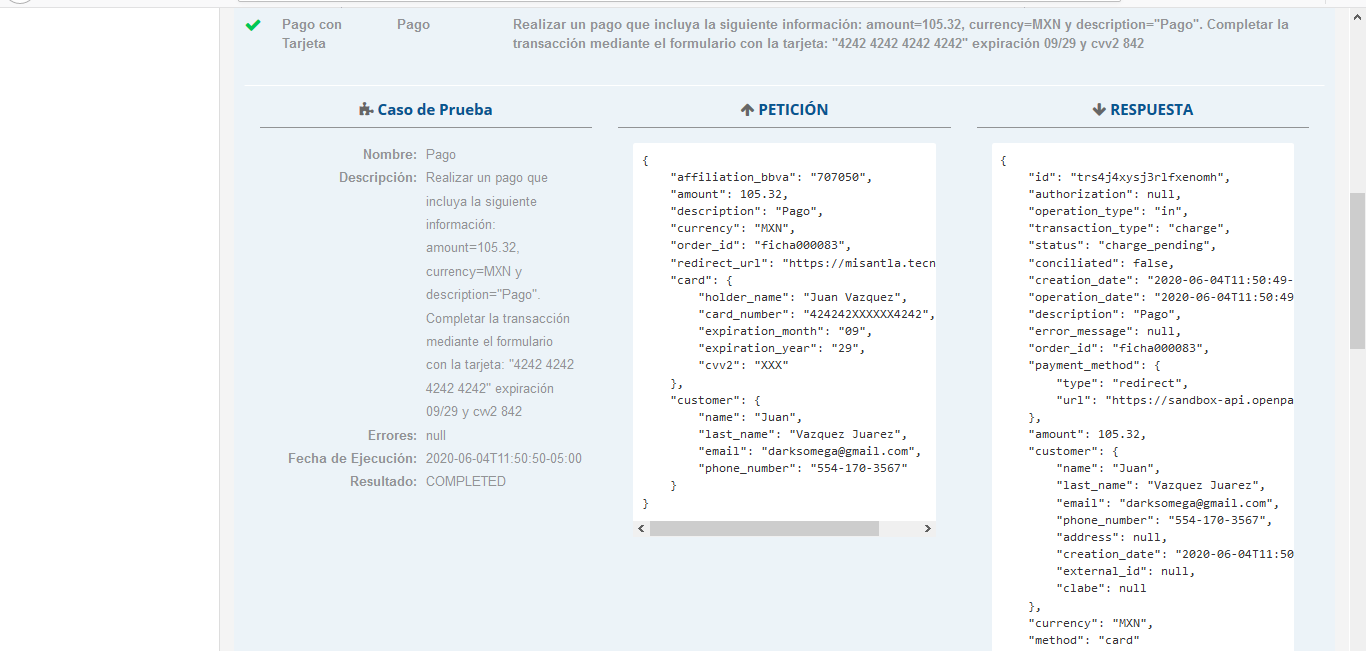 Pago con Tarjeta
Pago
Realizar un pago que incluya la siguiente información: amount=105.32, currency=MXN y description="Pago". Completar la
transacción mediante el formulario con la tarjeta: "4242 4242 4242 4242" expiración 09/29 y cvv2 842
Caso de Prueba
Nombre: Pago
Descripción: Realizar un pago que
incluya la siguiente
información:
amount=105.32,
currency=MXN y
description="Pago".
Completar la transacción
mediante el formulario
con la tarjeta: "4242 4242
4242 4242" expiración
09/29 y cvv2 842
Errores: null
Fecha de Ejecución: 2020-06-04T11:50:50-05:00
Resultado: COMPLETED
PETICIÓN
{
    "affiliation_bbva": "707050",
    "amount": 105.32,
    "description": "Pago",
    "currency": "MXN",
    "order_id": "ficha000083",
    "redirect_url": "https://misantla.tecn
    "card": {
        "holder_name": "Juan Vazquez",
        "card_number": "424242XXXXXX4242",
        "expiration_month": "09",
        "expiration_year": "29",
        "cvv2": "XXX"
    },
    "customer": {
        "name": "Juan",
        "last_name": "Vazquez Juarez",
        "email": "darksomega@gmail.com",
        "phone_number": "554-170-3567"
    }
}
RESPUESTA
{
    "id": "trs4j4xysj3rlfxenomh",
    "authorization": null,
    "operation_type": "in",
    "transaction_type": "charge",
    "status": "charge_pending",
    "conciliated": false,
    "creation_date": "2020-06-04T11:50:49-
    "operation_date": "2020-06-04T11:50:49
    "description": "Pago",
    "error_message": null,
    "order_id": "ficha000083",
    "payment_method": {
        "type": "redirect",
        "url": "https://sandbox-api.openpa
    },
    "amount": 105.32,
    "customer": {
        "name": "Juan",
        "last_name": "Vazquez Juarez",
        "email": "darksomega@gmail.com",
        "phone_number": "554-170-3567",
        "address": null,
        "creation_date": "2020-06-04T11:50
        "external_id": null,
        "clabe": null
    },
    "currency": "MXN",
    "method": "card"